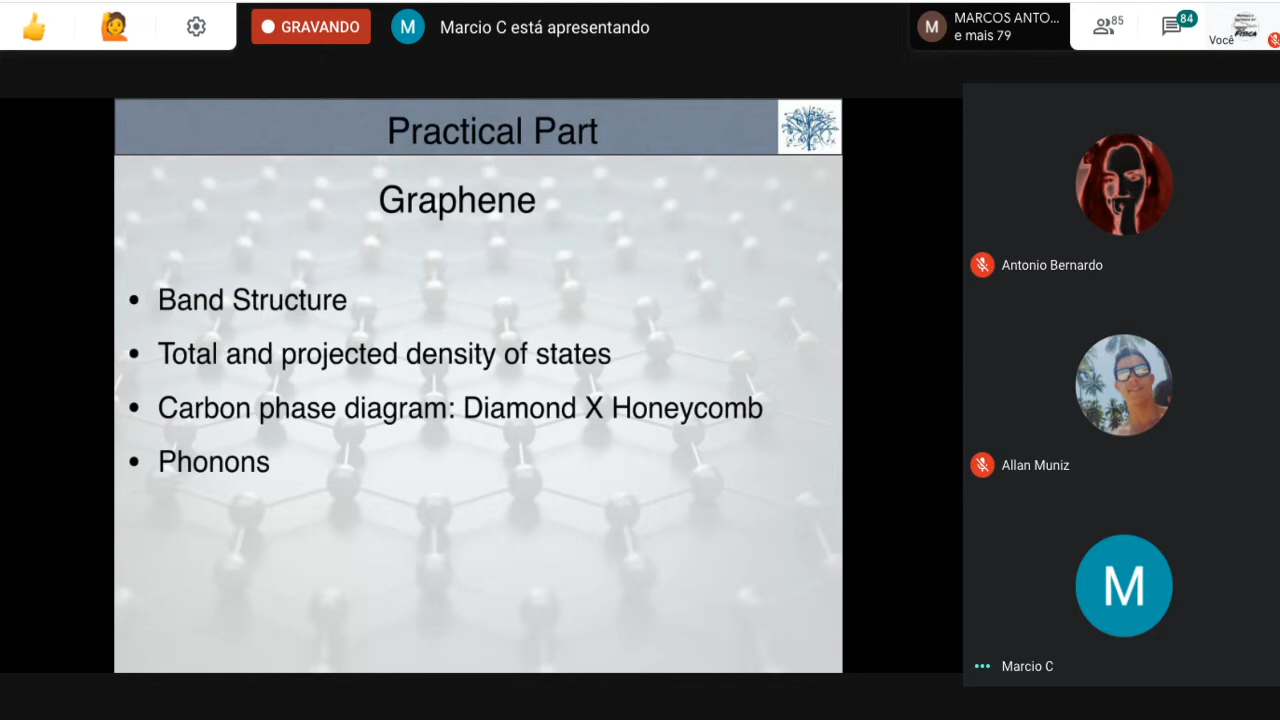 GRAVANDO
M
Marcio C está apresentando
M
MARCOS ANTO...
e mais 79
85
84
Você
FÍSICA
Practical Part
Graphene
• Band Structure
• Total and projected density of states
• Carbon phase diagram: Diamond X Honeycomb
• Phonons
Antonio Bernardo
Allan Muniz
M
Marcio C